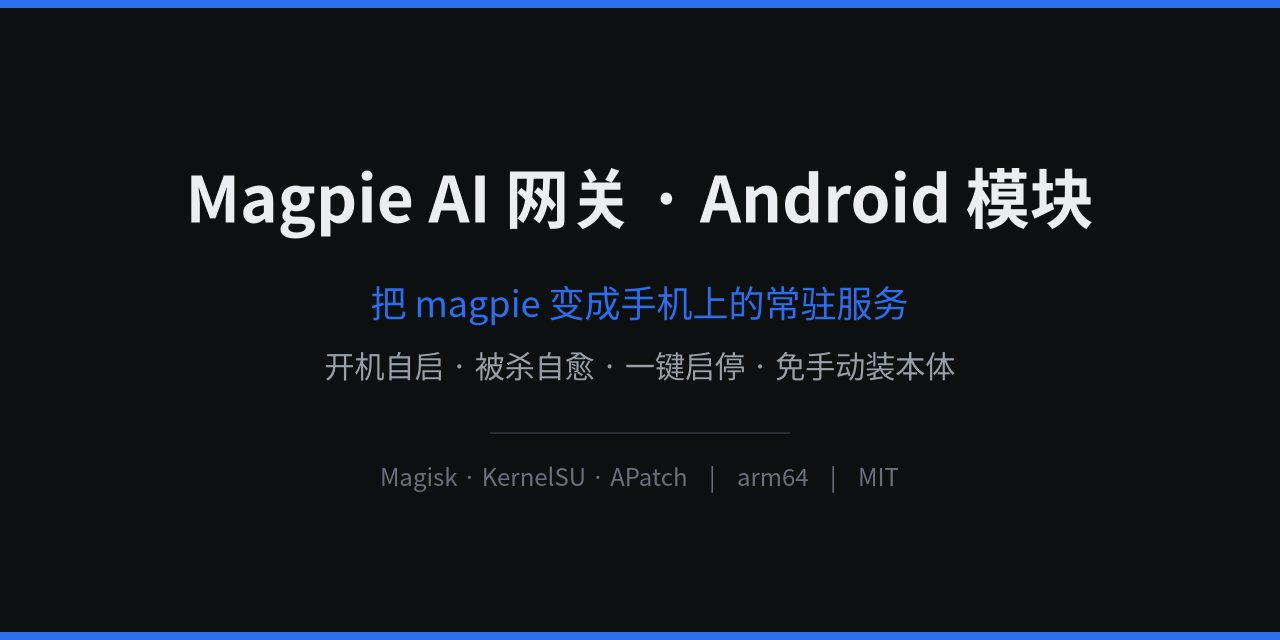 Magpie AI 网关 · Android 模块
把 magpie 变成手机上的常驻服务
开机自启 · 被杀自愈 · 一键启停 · 免手动装本体
Magisk · KernelSU · APatch | arm64 | MIT